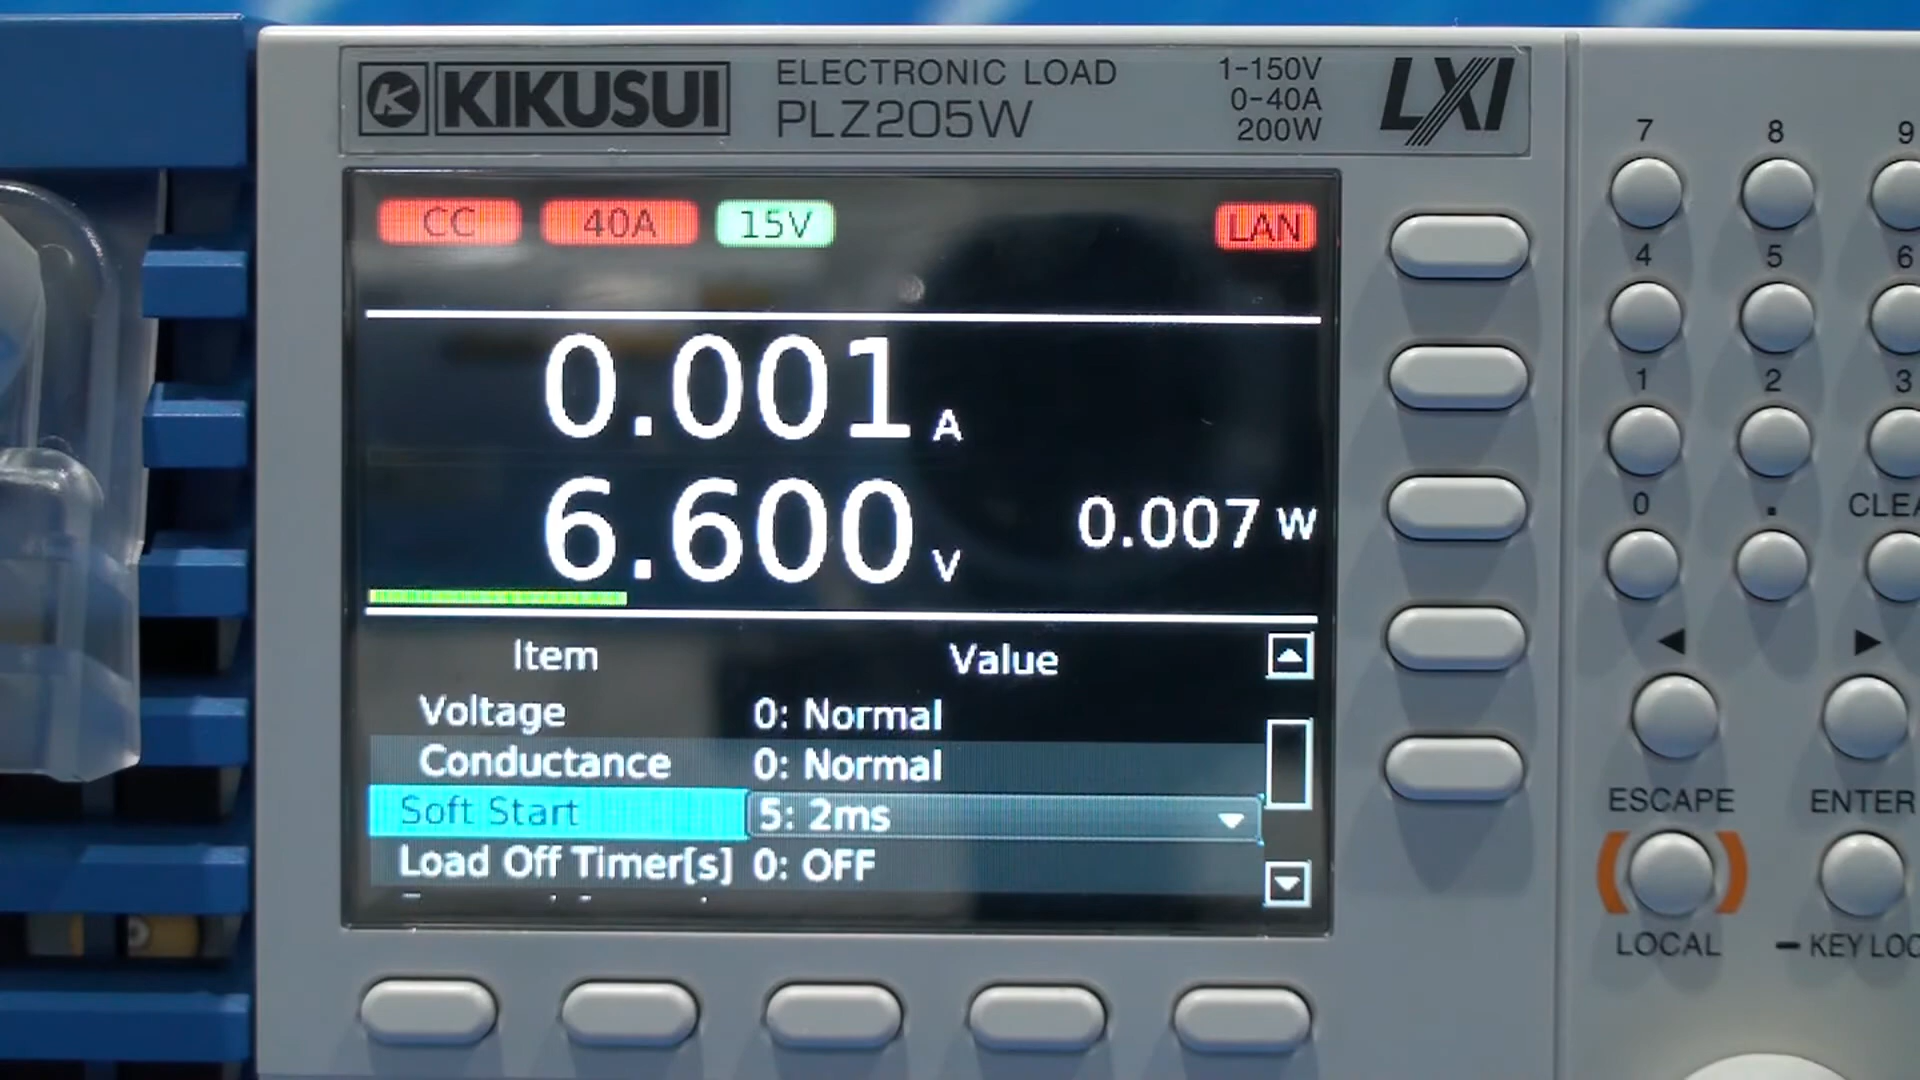 KIKUSUI
ELECTRONIC LOAD
PLZ205W
1-150V
0-40A
200W
LXI
CC 40A 15V LAN
0.001 A
6.600 V 0.007 W
Item Value
Voltage 0: Normal
Conductance 0: Normal
Soft Start 5: 2ms
Load Off Timer[s] 0: OFF
7 8 9
4 5 6
1 2 3
0 .
ESCAPE
LOCAL
ENTER